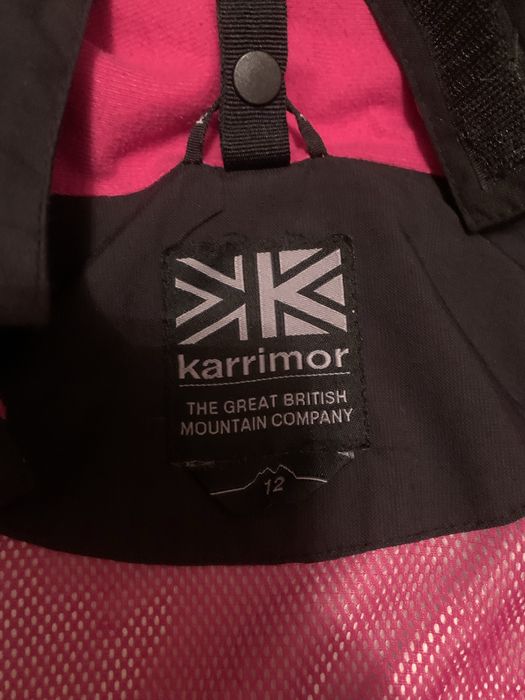 karrimor
THE GREAT BRITISH
MOUNTAIN COMPANY
12